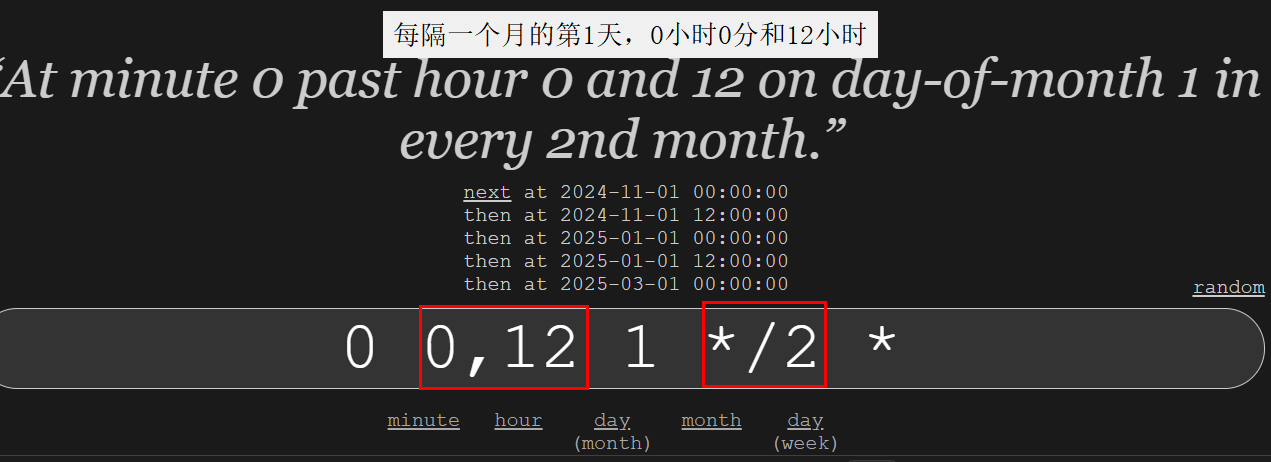 每隔一个月的第1天，0小时0分和12小时
“At minute 0 past hour 0 and 12 on day-of-month 1 in
every 2nd month.”
next at 2024-11-01 00:00:00
then at 2024-11-01 12:00:00
then at 2025-01-01 00:00:00
then at 2025-01-01 12:00:00
then at 2025-03-01 00:00:00
random
0 0,12 1 */2 *
minute hour day month day
(month) (week)